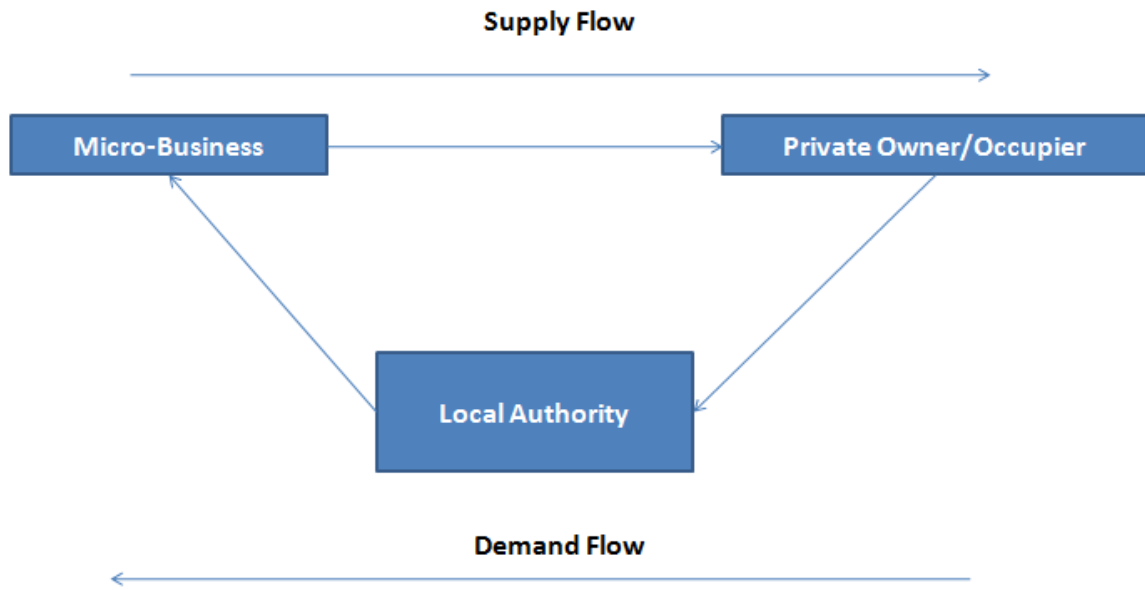 Supply Flow
Micro-Business
Private Owner/Occupier
Local Authority
Demand Flow